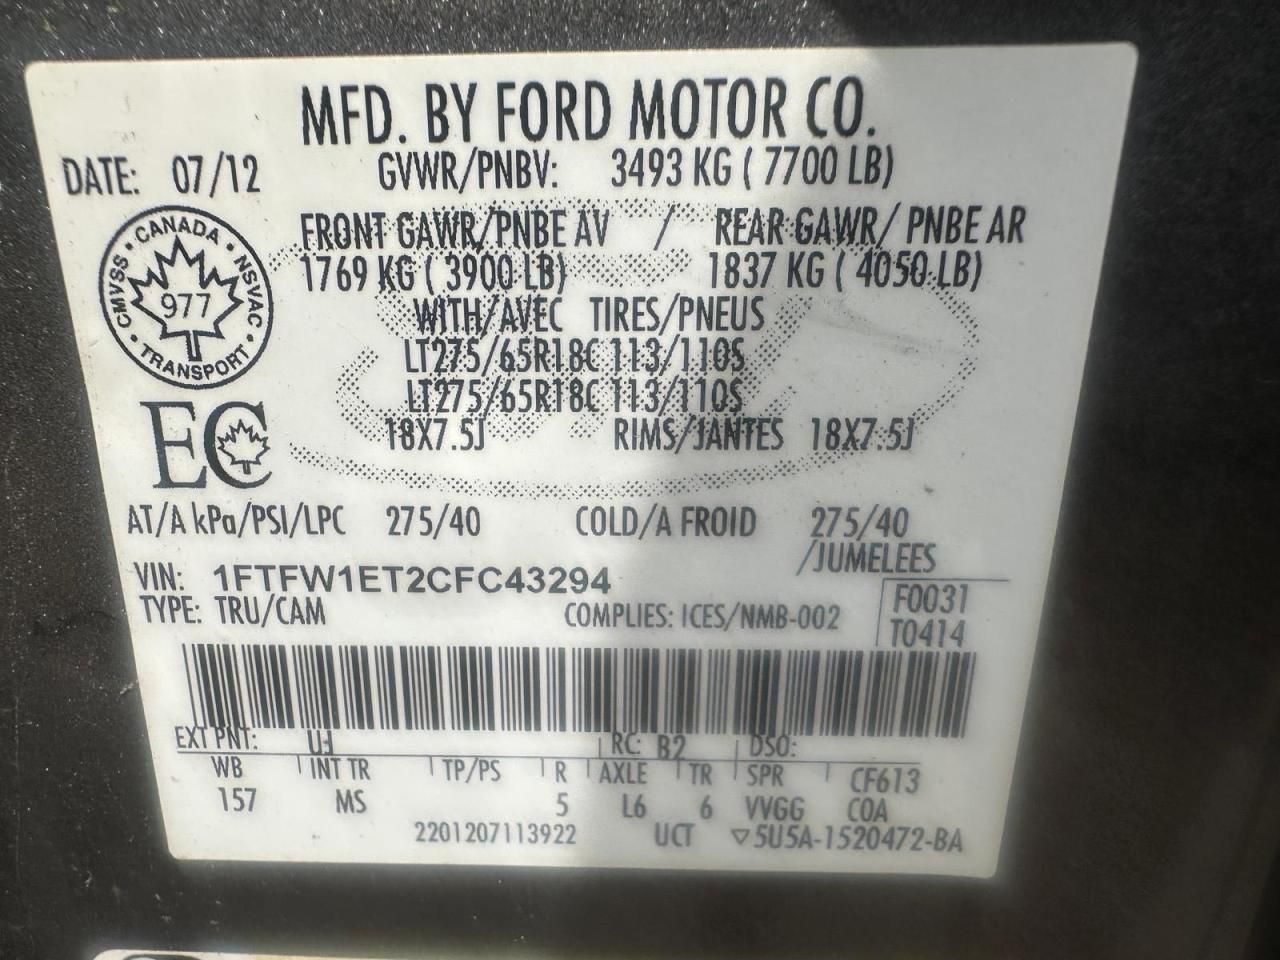 MFD. BY FORD MOTOR CO.
DATE: 07/12 GVWR/PNBV: 3493 KG ( 7700 LB)
FRONT GAWR/PNBE AV / REAR GAWR/ PNBE AR
1769 KG ( 3900 LB) 1837 KG ( 4050 LB)
WITH/AVEC TIRES/PNEUS
LT275/65R18C 113/110S
LT275/65R18C 113/110S
18X7.5J RIMS/JANTES 18X7.5J
CANADA
CMVSS • NSVAC
977
TRANSPORT
EC
AT/A kPa/PSI/LPC 275/40 COLD/A FROID 275/40
/JUMELEES
VIN: 1FTFW1ET2CFC43294
TYPE: TRU/CAM COMPLIES: ICES/NMB-002
F0031
T0414
EXT PNT: RC: B2 DSO:
WB INT TR TP/PS R AXLE TR SPR CF613
157 MS 5 L6 6 VVGG COA
2201207113922 UCT ▽5U5A-1520472-BA